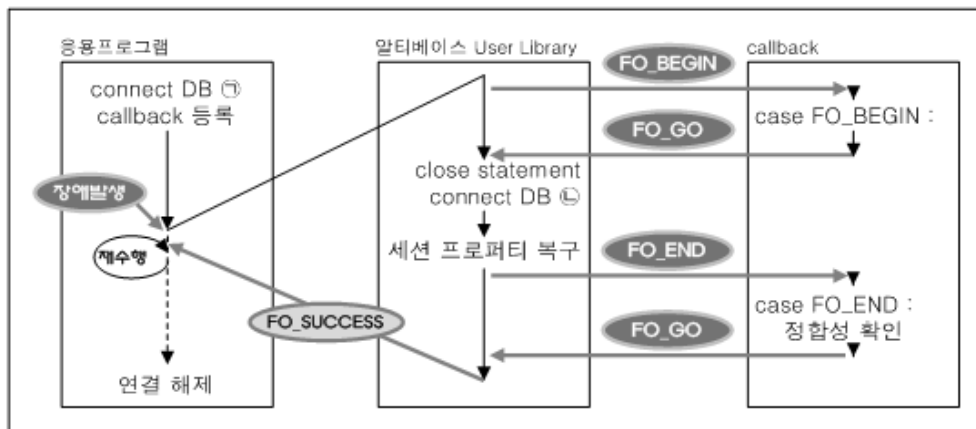 응용프로그램
connect DB ㉠
callback 등록
장애발생
재수행
연결 해제
알티베이스 User Library
close statement
connect DB ㉡
세션 프로퍼티 복구
FO_SUCCESS
FO_BEGIN
FO_GO
FO_END
FO_GO
callback
case FO_BEGIN :
case FO_END :
정합성 확인